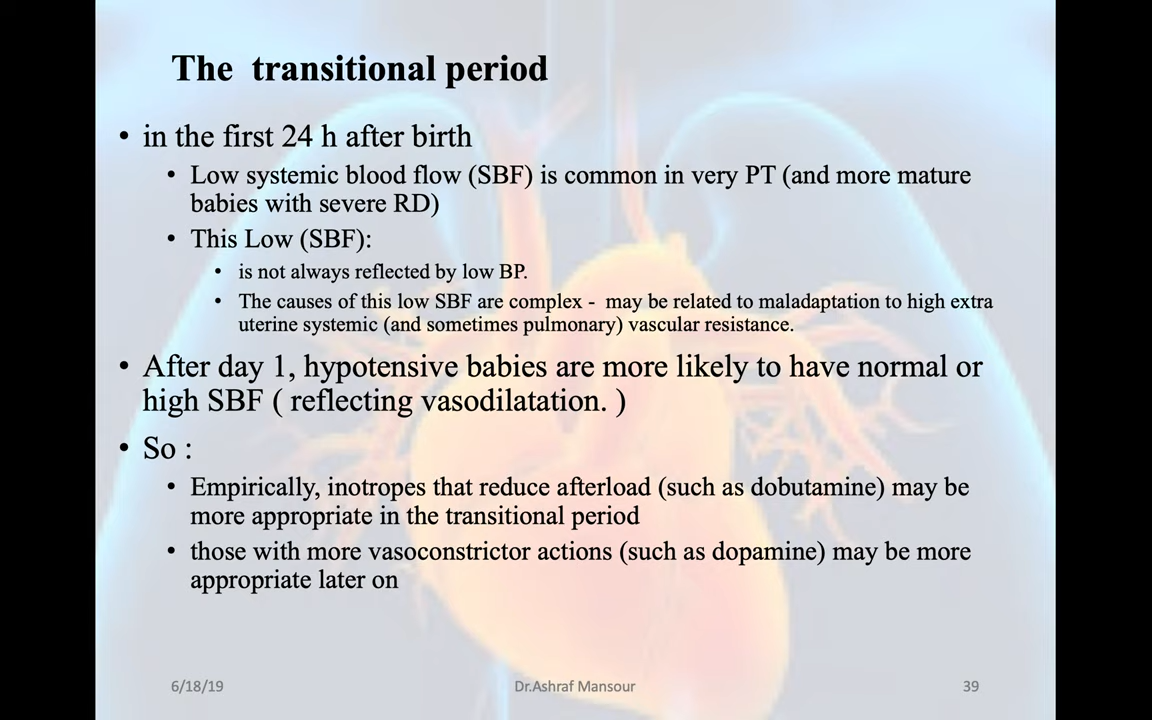 The transitional period
• in the first 24 h after birth
• Low systemic blood flow (SBF) is common in very PT (and more mature
babies with severe RD)
• This Low (SBF):
• is not always reflected by low BP.
• The causes of this low SBF are complex - may be related to maladaptation to high extra
uterine systemic (and sometimes pulmonary) vascular resistance.
• After day 1, hypotensive babies are more likely to have normal or
high SBF ( reflecting vasodilatation. )
• So :
• Empirically, inotropes that reduce afterload (such as dobutamine) may be
more appropriate in the transitional period
• those with more vasoconstrictor actions (such as dopamine) may be more
appropriate later on
6/18/19 Dr.Ashraf Mansour 39